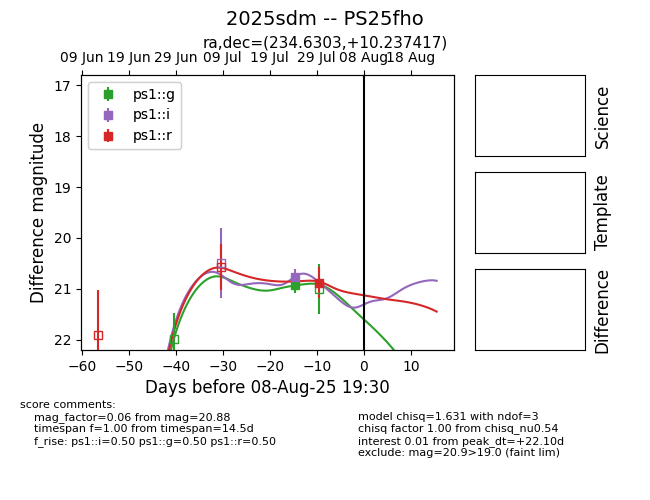 2025sdm -- PS25fho
ra,dec=(234.6303,+10.237417)
09 Jun 19 Jun 29 Jun 09 Jul 19 Jul 29 Jul 08 Aug 18 Aug
17
18
19
20
21
22
Difference magnitude
ps1::g
ps1::i
ps1::r
−60 −50 −40 −30 −20 −10 0 10
Days before 08-Aug-25 19:30
Science
Template
Difference
score comments:
mag_factor=0.06 from mag=20.88
timespan f=1.00 from timespan=14.5d
f_rise: ps1::i=0.50 ps1::g=0.50 ps1::r=0.50
model chisq=1.631 with ndof=3
chisq factor 1.00 from chisq_nu0.54
interest 0.01 from peak_dt=+22.10d
exclude: mag=20.9>19.0 (faint lim)